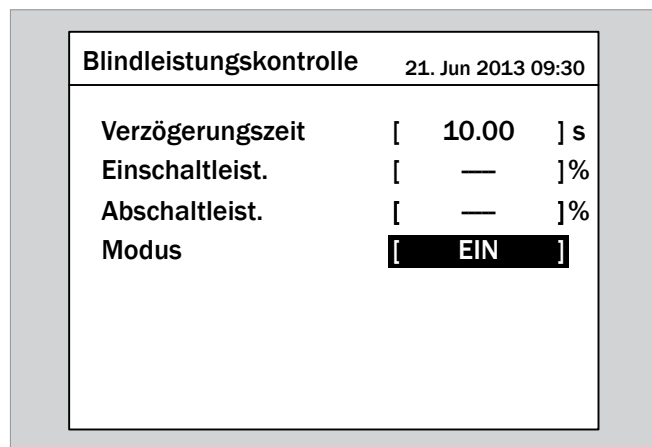 Blindleistungskontrolle 21. Jun 2013 09:30
Verzögerungszeit [ 10.00 ] s
Einschaltleist. [ --- ]%
Abschaltleist. [ --- ]%
Modus [ EIN ]